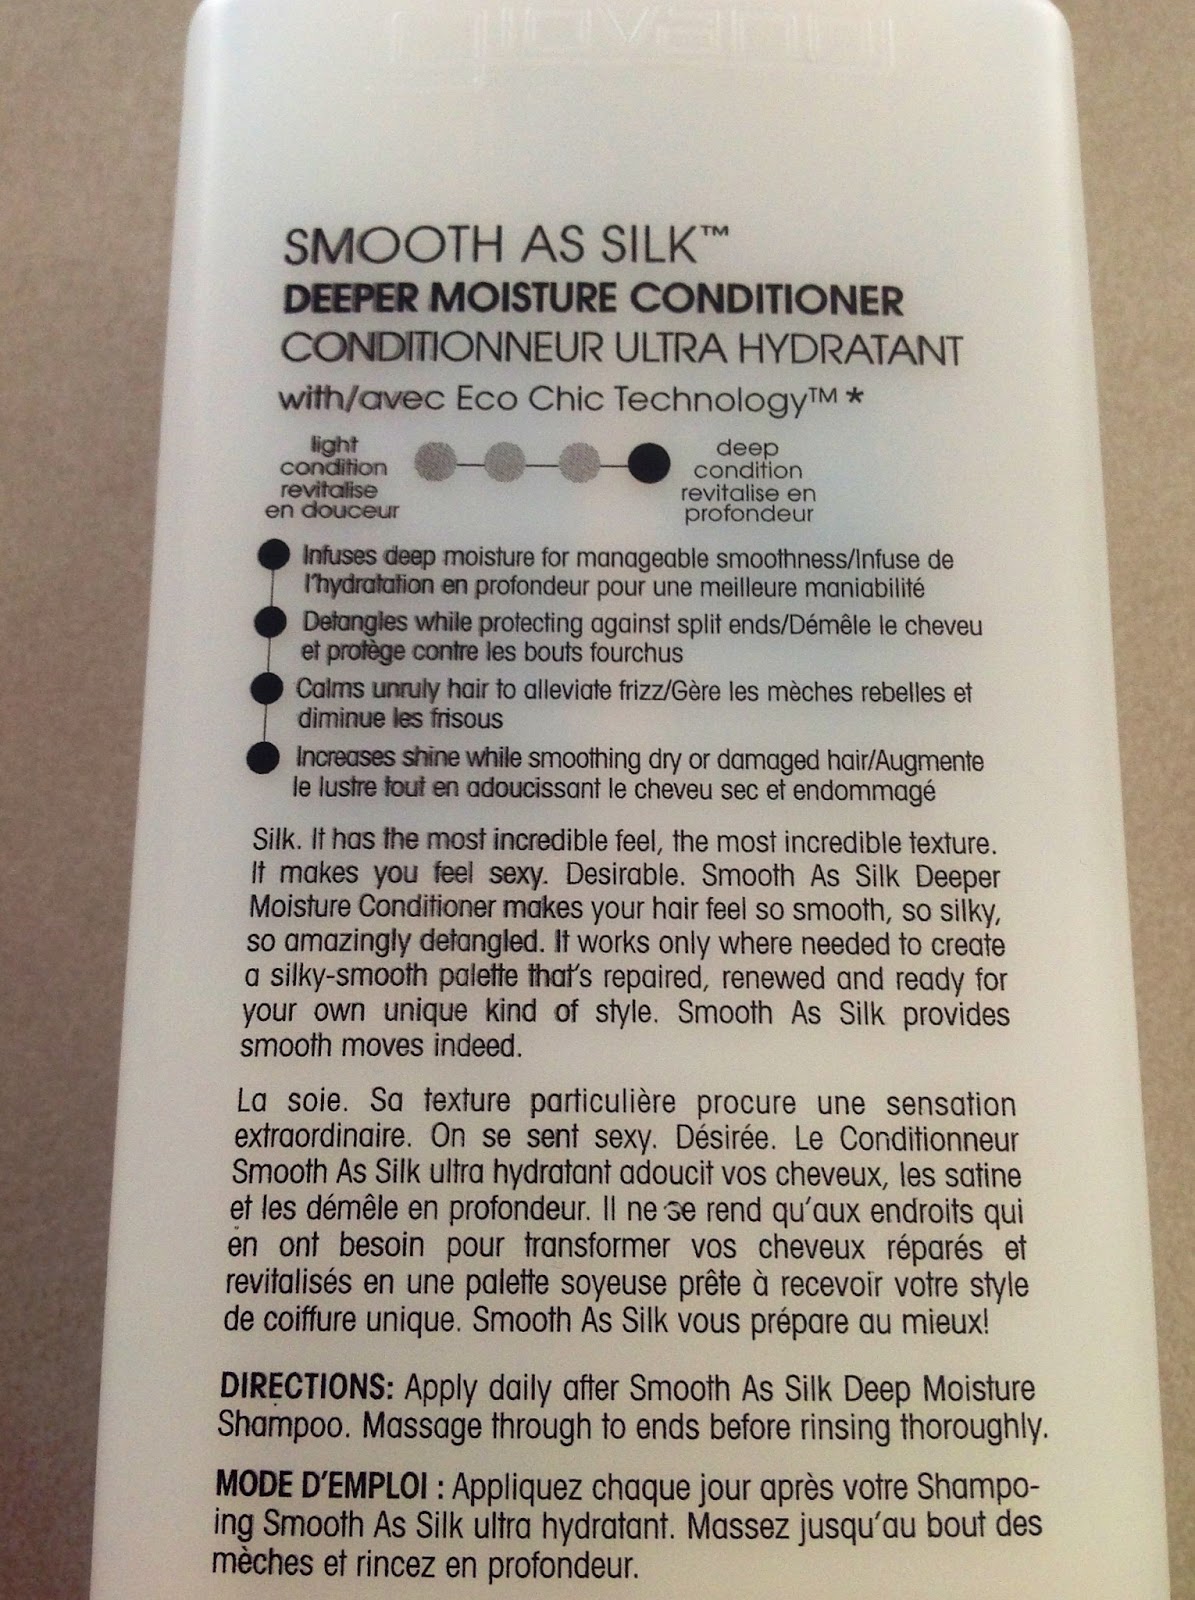 GIOVANNI
SMOOTH AS SILK™
DEEPER MOISTURE CONDITIONER
CONDITIONNEUR ULTRA HYDRATANT
with/avec Eco Chic Technology™ *
light
condition
revitalise
en douceur
deep
condition
revitalise en
profondeur
Infuses deep moisture for manageable smoothness/Infuse de
l'hydratation en profondeur pour une meilleure maniabilité
Detangles while protecting against split ends/Démêle le cheveu
et protège contre les bouts fourchus
Calms unruly hair to alleviate frizz/Gère les mèches rebelles et
diminue les frisous
Increases shine while smoothing dry or damaged hair/Augmente
le lustre tout en adoucissant le cheveu sec et endommagé
Silk. It has the most incredible feel, the most incredible texture.
It makes you feel sexy. Desirable. Smooth As Silk Deeper
Moisture Conditioner makes your hair feel so smooth, so silky,
so amazingly detangled. It works only where needed to create
a silky-smooth palette that's repaired, renewed and ready for
your own unique kind of style. Smooth As Silk provides
smooth moves indeed.
La soie. Sa texture particulière procure une sensation
extraordinaire. On se sent sexy. Désirée. Le Conditionneur
Smooth As Silk ultra hydratant adoucit vos cheveux, les satine
et les démêle en profondeur. Il ne se rend qu'aux endroits qui
en ont besoin pour transformer vos cheveux réparés et
revitalisés en une palette soyeuse prête à recevoir votre style
de coiffure unique. Smooth As Silk vous prépare au mieux!
DIRECTIONS: Apply daily after Smooth As Silk Deep Moisture
Shampoo. Massage through to ends before rinsing thoroughly.
MODE D'EMPLOI : Appliquez chaque jour après votre Shampo-
ing Smooth As Silk ultra hydratant. Massez jusqu'au bout des
mèches et rincez en profondeur.